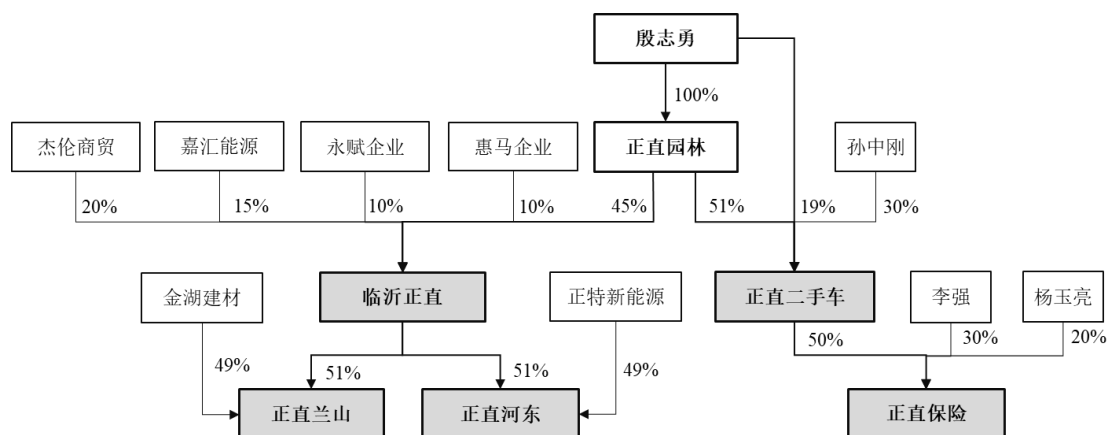 殷志勇
100%
杰伦商贸
嘉汇能源
永赋企业
惠马企业
正直园林
孙中刚
20%
15%
10%
10%
45%
51%
19%
30%
金湖建材
临沂正直
正特新能源
正直二手车
李强
杨玉亮
49%
51%
51%
49%
50%
30%
20%
正直兰山
正直河东
正直保险